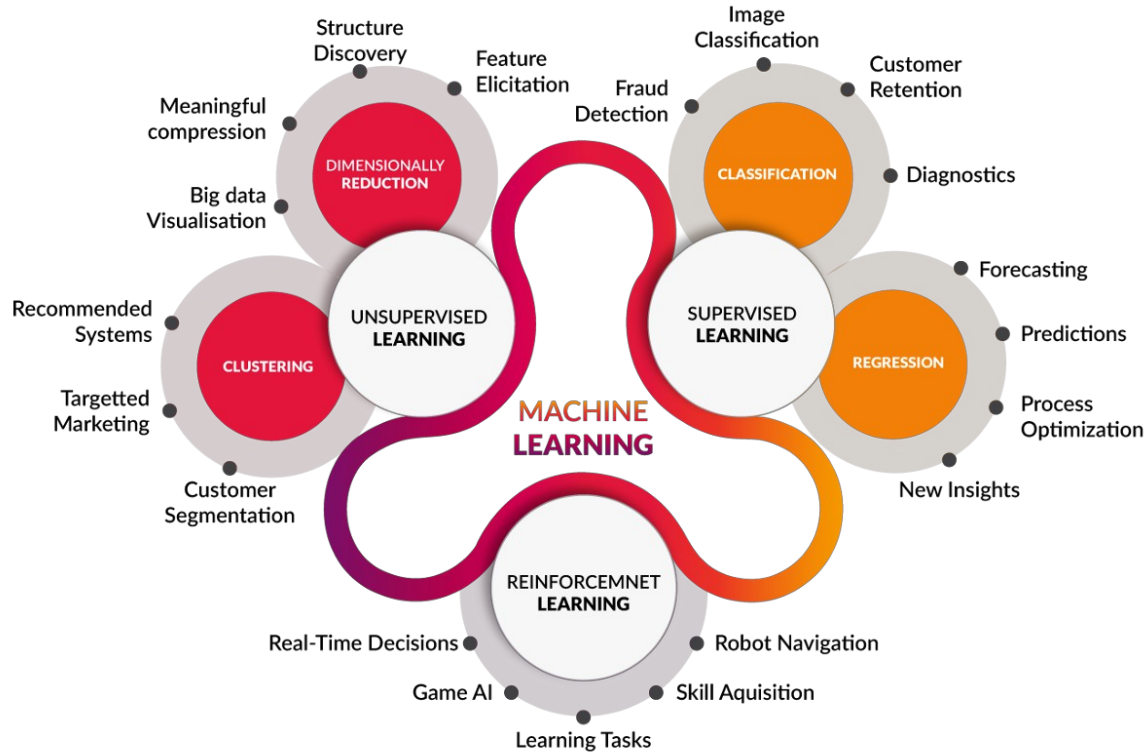 Structure
Discovery
Feature
Elicitation
Meaningful
compression
DIMENSIONALLY
REDUCTION
Big data
Visualisation
UNSUPERVISED
LEARNING
Recommended
Systems
CLUSTERING
Targetted
Marketing
Customer
Segmentation
Image
Classification
Customer
Retention
Fraud
Detection
CLASSIFICATION
Diagnostics
SUPERVISED
LEARNING
Forecasting
Predictions
REGRESSION
Process
Optimization
New Insights
MACHINE
LEARNING
REINFORCEMNET
LEARNING
Real-Time Decisions
Robot Navigation
Game AI
Skill Aquisition
Learning Tasks